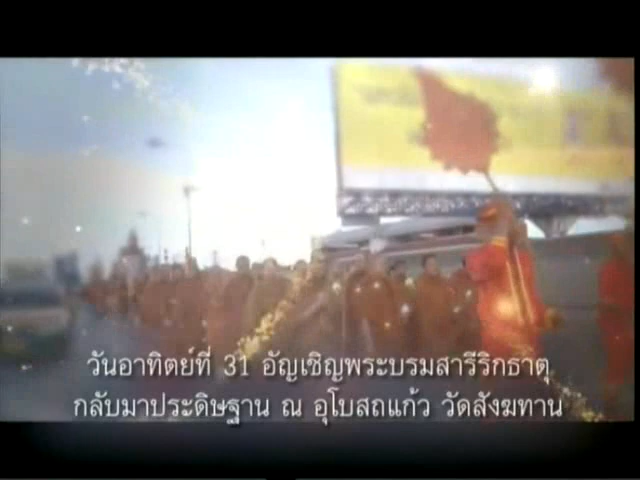 วันอาทิตย์ที่ 31 อัญเชิญพระบรมสารีริกธาตุ
กลับมาประดิษฐาน ณ อุโบสถแก้ว วัดสังฆทาน